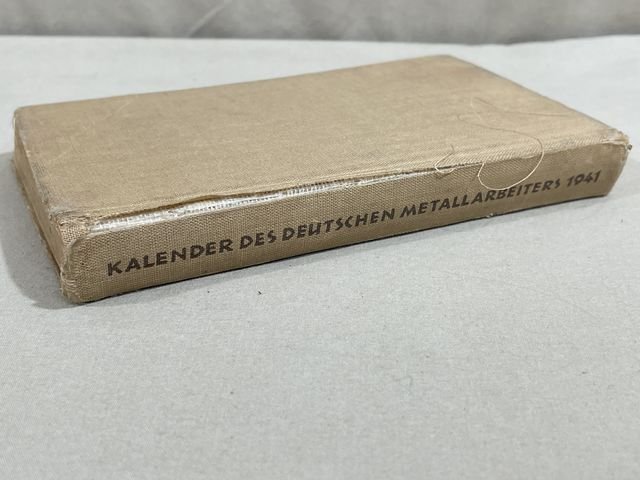 KALENDER DES DEUTSCHEN METALLARBEITERS 1941